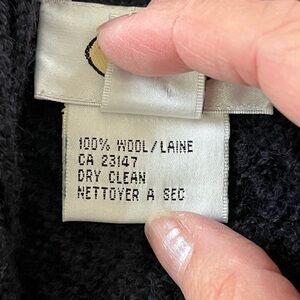 100% WOOL/LAINE
CA 23147
DRY CLEAN
NETTOYER A SEC